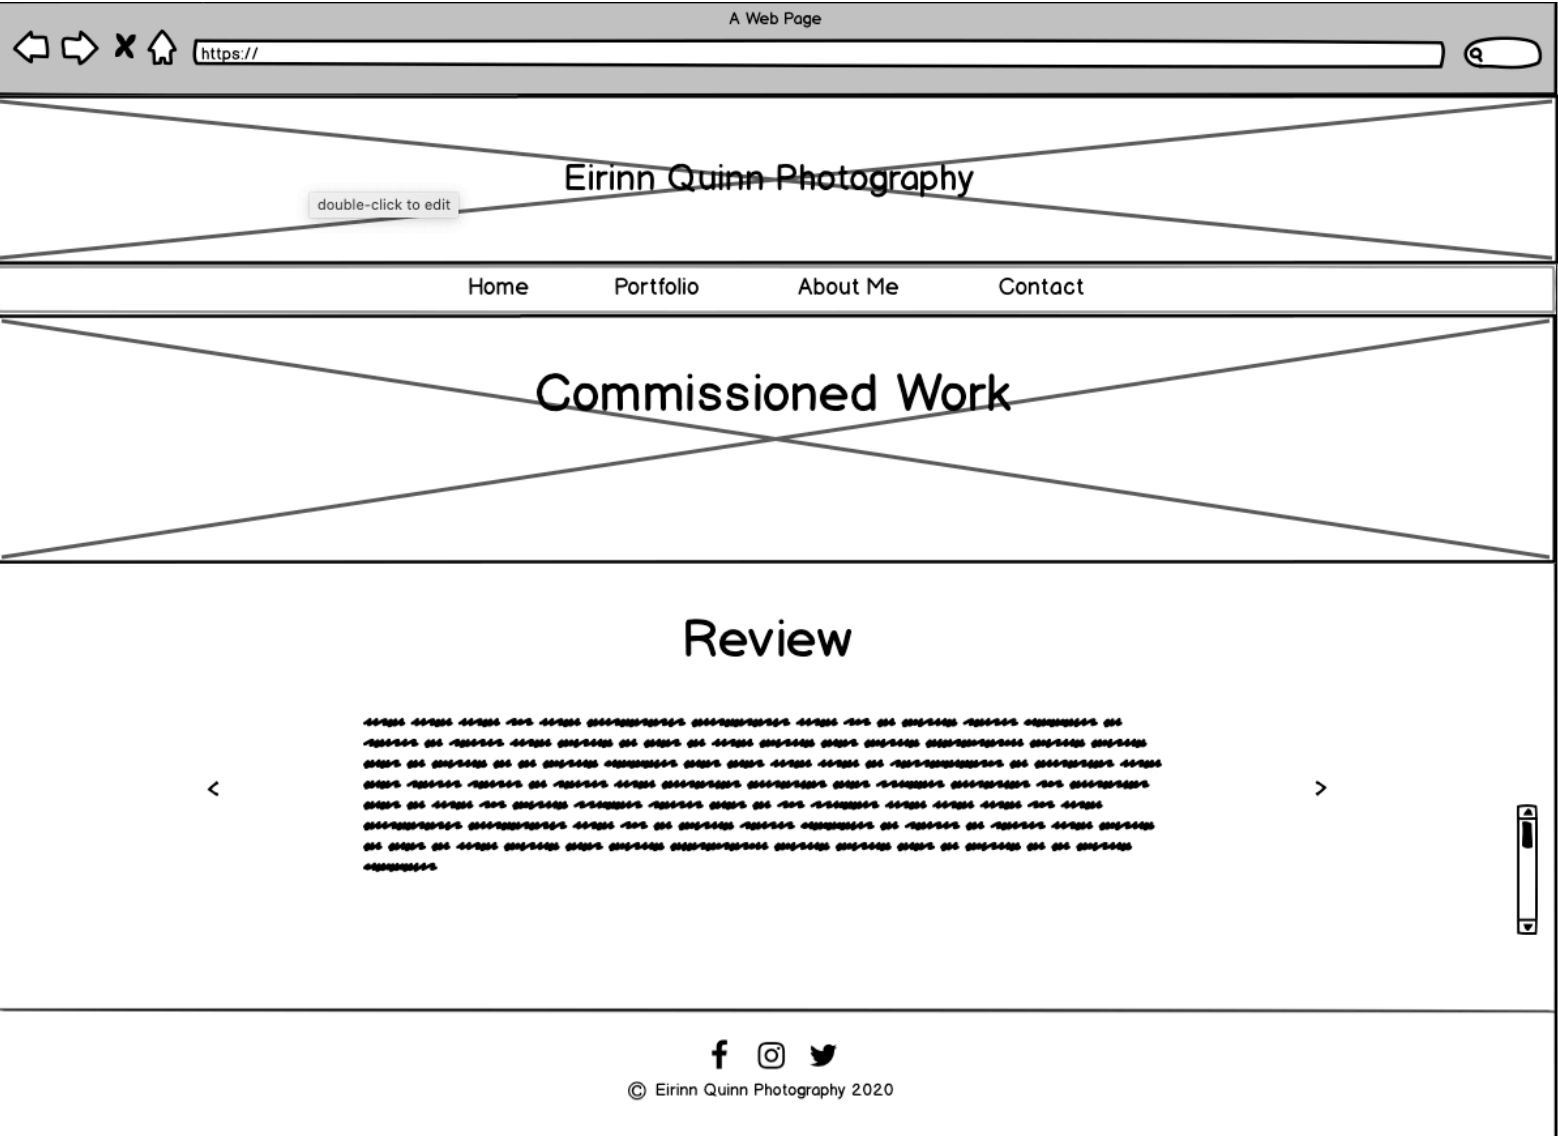 A Web Page
https://
Eirinn Quinn Photography
double-click to edit
Home Portfolio About Me Contact
Commissioned Work
Review
< >
© Eirinn Quinn Photography 2020